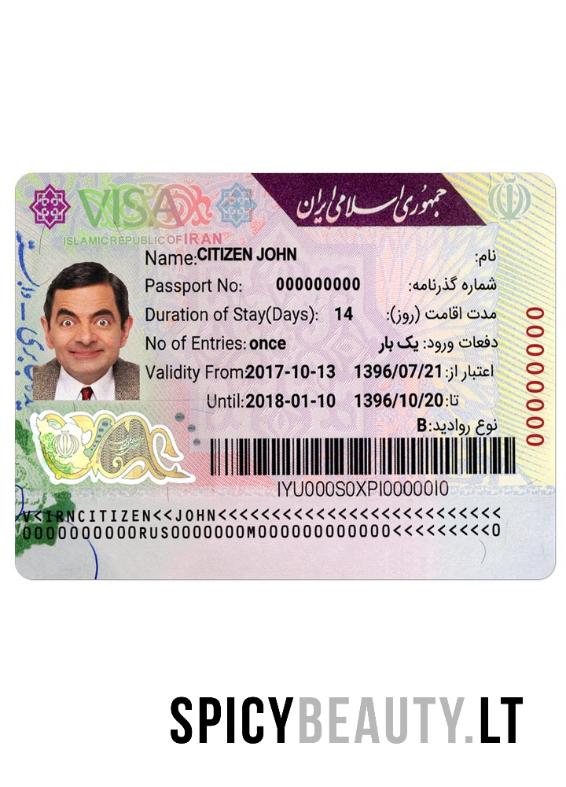 VISA
جمهوری اسلامی ایران
ISLAMIC REPUBLIC OF IRAN
Name: CITIZEN JOHN نام:
Passport No: 000000000 شماره گذرنامه:
Duration of Stay(Days): 14 مدت اقامت (روز):
No of Entries: once دفعات ورود: یک بار
Validity From 2017-10-13 1396/07/21 اعتبار از:
Until: 2018-01-10 1396/10/20 تا:
نوع روادید: B
00000000
IYU000S0XPI00000I0
V<IRNCITIZEN<<JOHN<<<<<<<<<<<<<<<<<<<<<<<<<<
0000000000RUS0000000M000000000000<<<<<<<<<<0
SPICYBEAUTY.LT